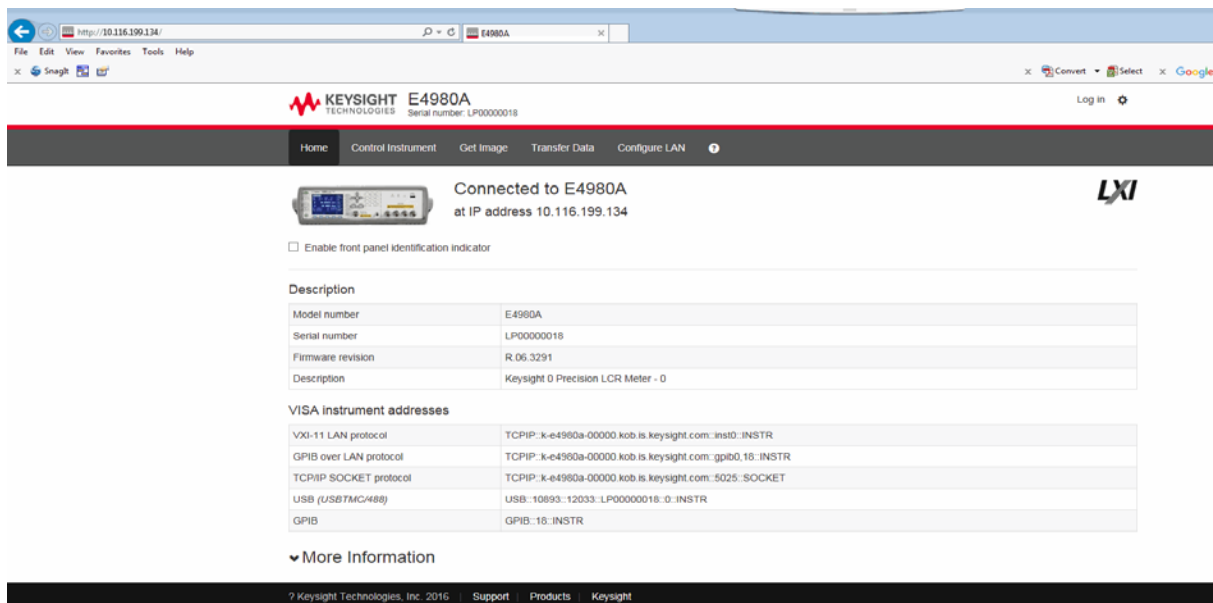 http://10.116.199.134/ E4980A
File Edit View Favorites Tools Help
x SnagIt x Convert Select x Google
KEYSIGHT TECHNOLOGIES E4980A Log in
Serial number: LP00000018
Home Control Instrument Get Image Transfer Data Configure LAN ?
Connected to E4980A LXI
at IP address 10.116.199.134
Enable front panel identification indicator
Description
Model number E4980A
Serial number LP00000018
Firmware revision R.06.3291
Description Keysight 0 Precision LCR Meter - 0
VISA instrument addresses
VXI-11 LAN protocol TCPIP::k-e4980a-00000.kob.is.keysight.com::inst0::INSTR
GPIB over LAN protocol TCPIP::k-e4980a-00000.kob.is.keysight.com::gpib0,18::INSTR
TCP/IP SOCKET protocol TCPIP::k-e4980a-00000.kob.is.keysight.com::5025::SOCKET
USB (USBTMC/488) USB::10893::12033::LP00000018::0::INSTR
GPIB GPIB::18::INSTR
More Information
? Keysight Technologies, Inc. 2016 | Support | Products | Keysight